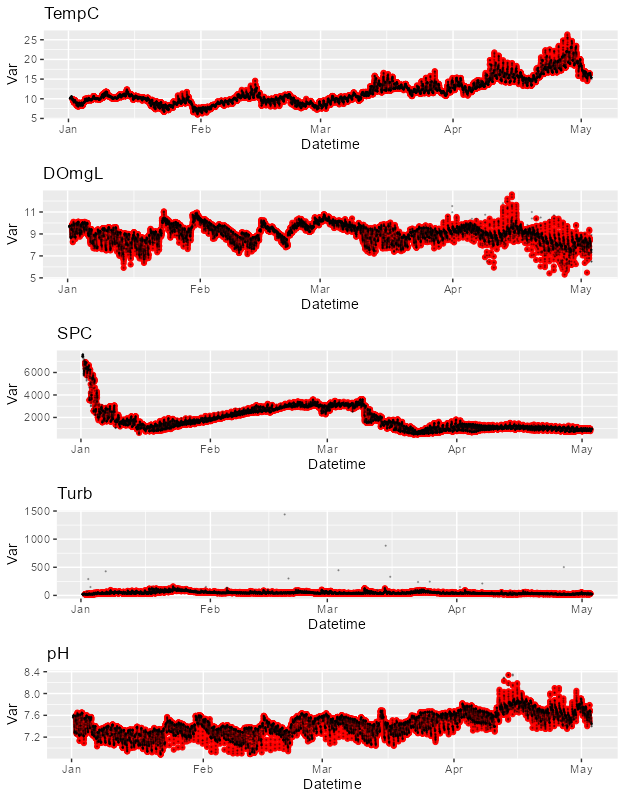 TempC
25
20
15
10
5
Var
Jan Feb Mar Apr May
Datetime
DOmgL
11
9
7
5
Var
Jan Feb Mar Apr May
Datetime
SPC
6000
4000
2000
Var
Jan Feb Mar Apr May
Datetime
Turb
1500
1000
500
0
Var
Jan Feb Mar Apr May
Datetime
pH
8.4
8.0
7.6
7.2
Var
Jan Feb Mar Apr May
Datetime